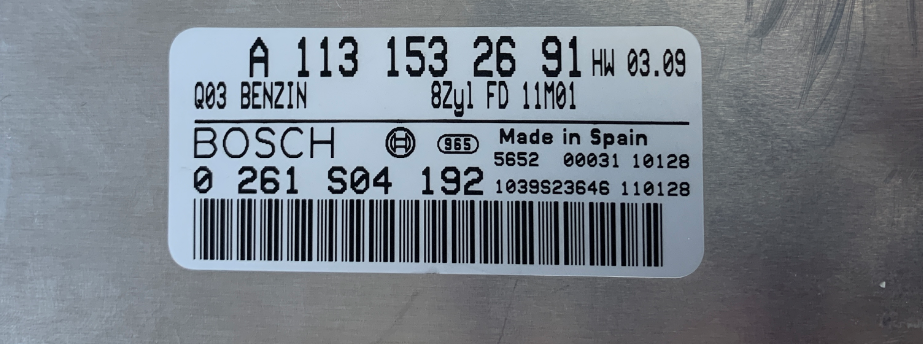 A 113 153 26 91 HW 03.09
Q03 BENZIN 8Zyl FD 11M01
BOSCH 965 Made in Spain
5652 00031 10128
0 261 S04 192 1039S23646 110128